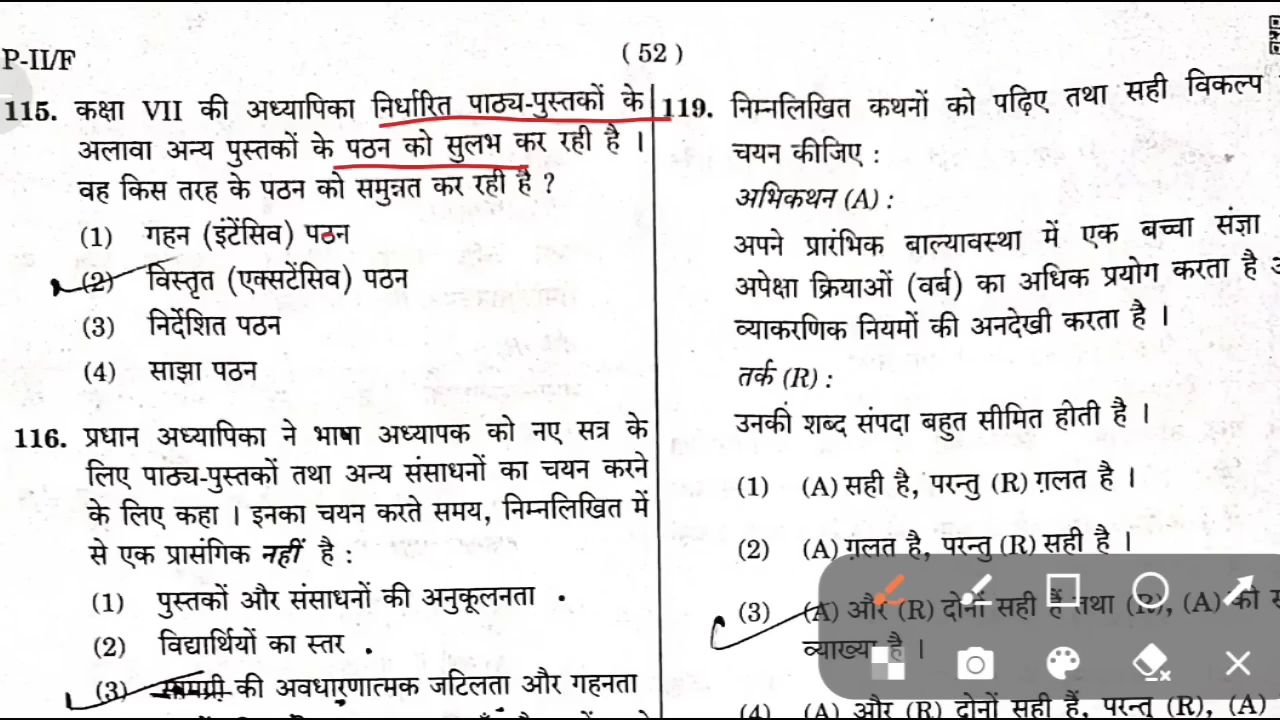 P-II/F
( 52 )
115. कक्षा VII की अध्यापिका निर्धारित पाठ्य-पुस्तकों के
अलावा अन्य पुस्तकों के पठन को सुलभ कर रही है ।
वह किस तरह के पठन को समुन्नत कर रही है ?
(1) गहन (इंटेंसिव) पठन
(2) विस्तृत (एक्सटेंसिव) पठन
(3) निर्देशित पठन
(4) साझा पठन
116. प्रधान अध्यापिका ने भाषा अध्यापक को नए सत्र के
लिए पाठ्य-पुस्तकों तथा अन्य संसाधनों का चयन करने
के लिए कहा । इनका चयन करते समय, निम्नलिखित में
से एक प्रासंगिक नहीं है :
(1) पुस्तकों और संसाधनों की अनुकूलनता
(2) विद्यार्थियों का स्तर
(3) सामग्री की अवधारणात्मक जटिलता और गहनता
119. निम्नलिखित कथनों को पढ़िए तथा सही विकल्प
चयन कीजिए :
अभिकथन (A) :
अपने प्रारंभिक बाल्यावस्था में एक बच्चा संज्ञा
अपेक्षा क्रियाओं (वर्ब) का अधिक प्रयोग करता है
व्याकरणिक नियमों की अनदेखी करता है ।
तर्क (R) :
उनकी शब्द संपदा बहुत सीमित होती है ।
(1) (A) सही है, परन्तु (R) ग़लत है ।
(2) (A) ग़लत है, परन्तु (R) सही है ।
(3) (A) और (R) दोनों सही हैं तथा (R), (A) की
व्याख्या है ।
(4) (A) और (R) दोनों सही हैं, परन्तु (R), (A)